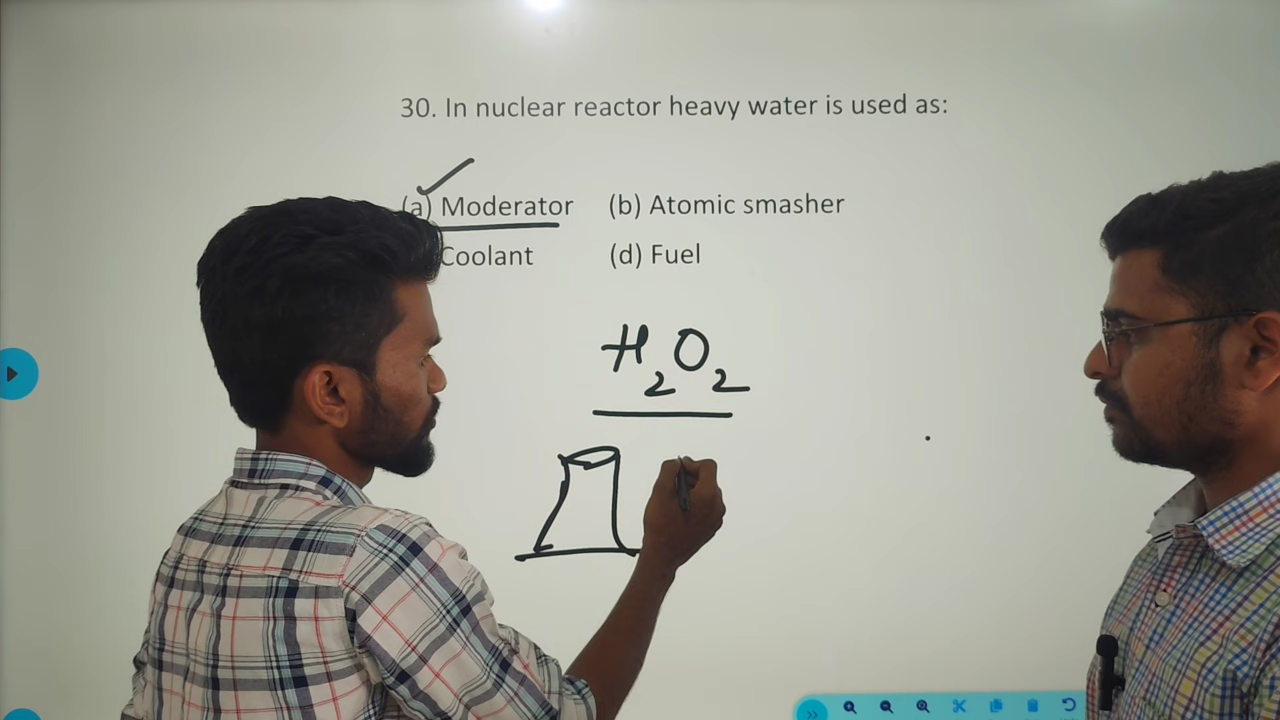 30. In nuclear reactor heavy water is used as:
(a) Moderator (b) Atomic smasher
Coolant (d) Fuel
H₂O₂